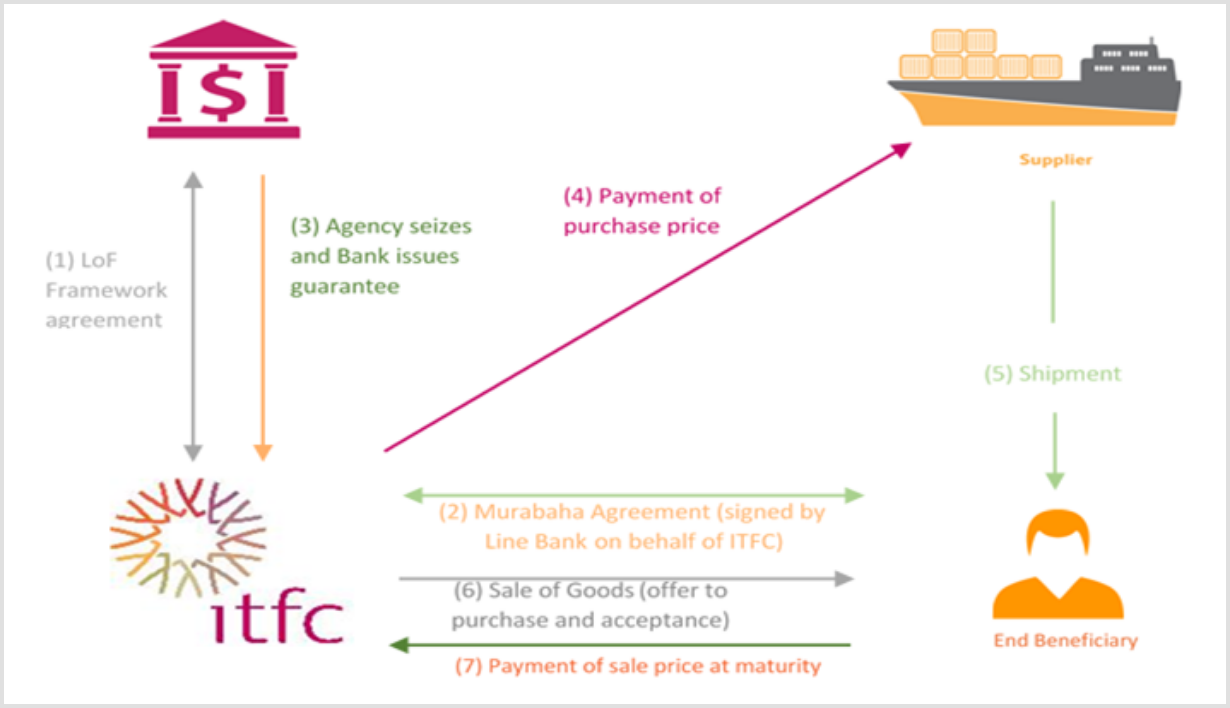 $
Supplier
(4) Payment of
purchase price
(3) Agency seizes
and Bank issues
guarantee
(1) LoF
Framework
agreement
(5) Shipment
(2) Murabaha Agreement (signed by
Line Bank on behalf of ITFC)
(6) Sale of Goods (offer to
purchase and acceptance)
(7) Payment of sale price at maturity
itfc
End Beneficiary